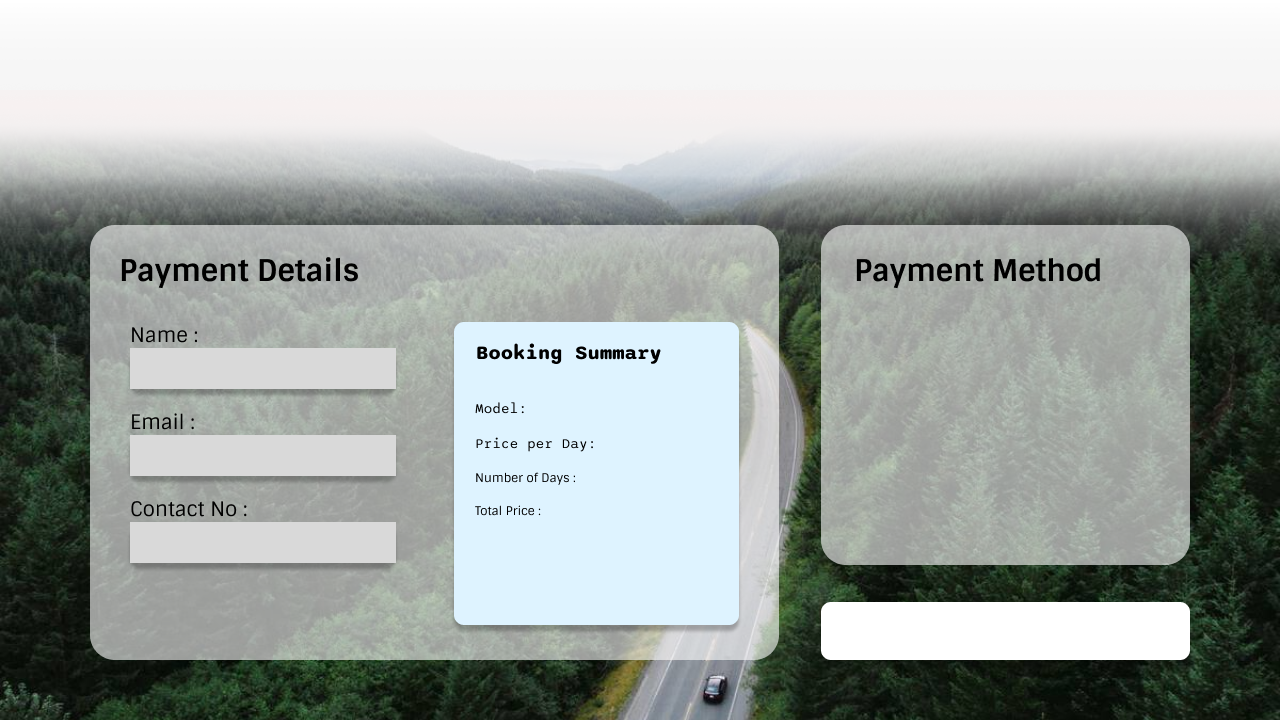 Payment Details
Name :
Email :
Contact No :
Booking Summary
Model:
Price per Day:
Number of Days :
Total Price :
Payment Method